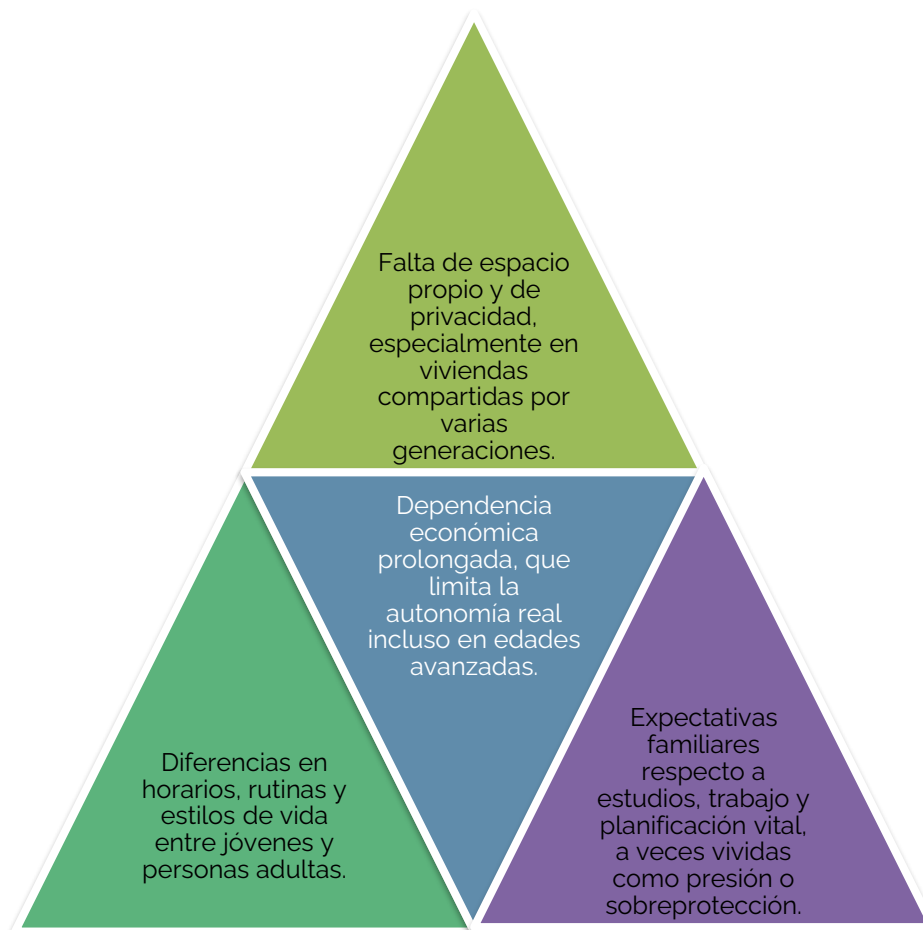 Falta de espacio
propio y de
privacidad,
especialmente en
viviendas
compartidas por
varias
generaciones.
Dependencia
económica
prolongada, que
limita la
autonomía real
incluso en edades
avanzadas.
Diferencias en
horarios, rutinas y
estilos de vida
entre jóvenes y
personas adultas.
Expectativas
familiares
respecto a
estudios, trabajo y
planificación vital,
a veces vividas
como presión o
sobreprotección.